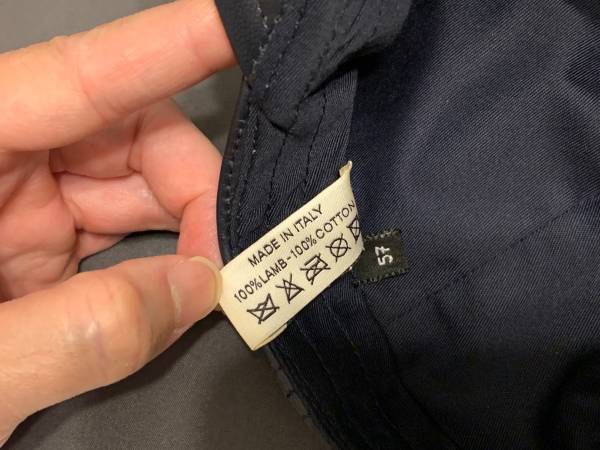 MADE IN ITALY
100% LAMB - 100% COTTON
57